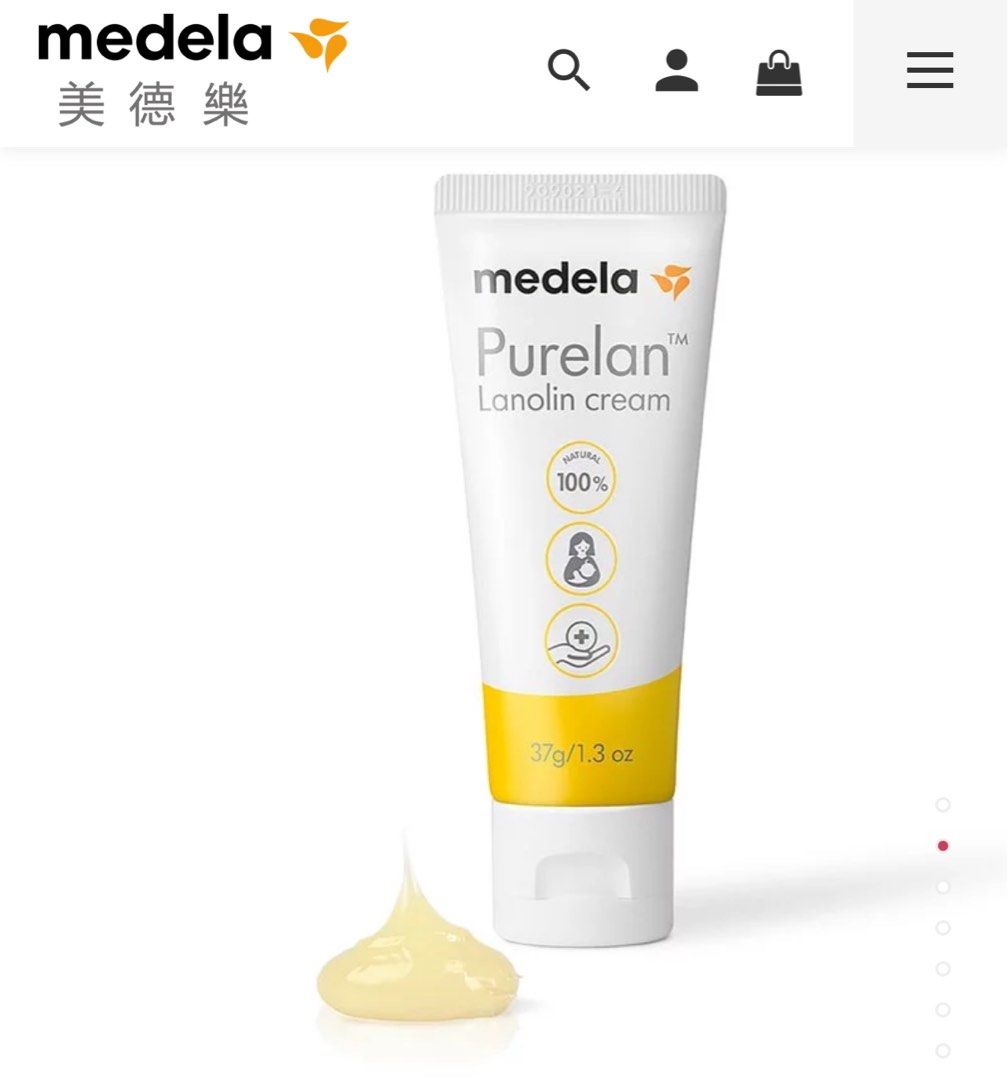 medela
美德樂
medela
Purelan™
Lanolin cream
NATURAL
100%
37g/1.3 oz